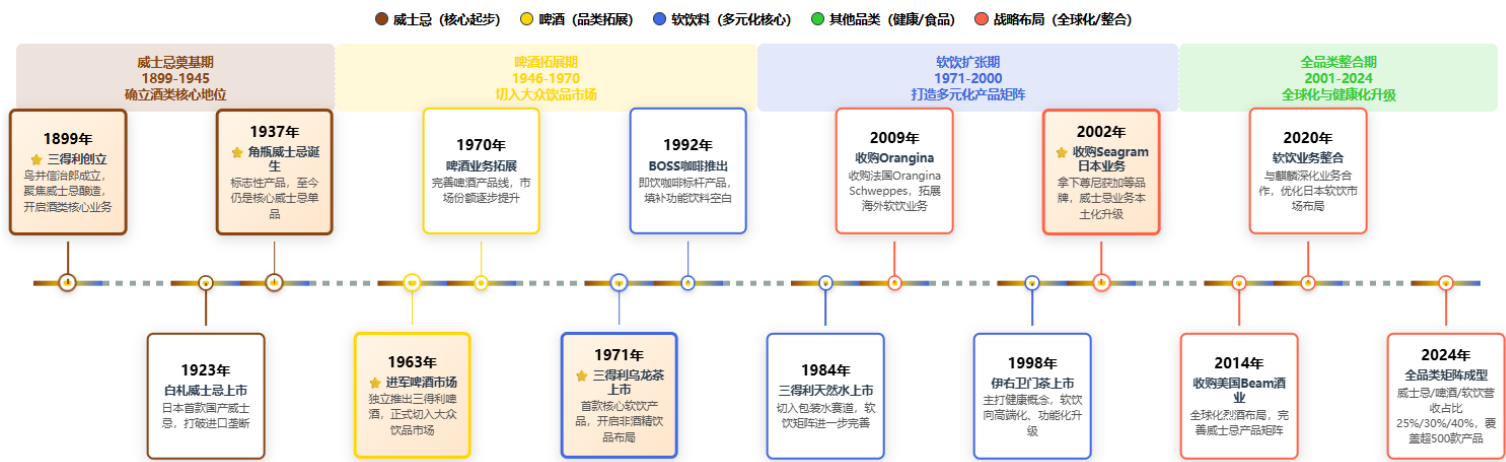 威士忌（核心起步）
啤酒（品类拓展）
软饮料（多元化核心）
其他品类（健康/食品）
战略布局（全球化/整合）
威士忌奠基期
1899-1945
确立酒类核心地位
啤酒拓展期
1946-1970
切入大众饮品市场
软饮扩张期
1971-2000
打造多元化产品矩阵
全品类整合期
2001-2024
全球化与健康化升级
1899年
三得利创立
鸟井信治郎成立，
聚焦威士忌酿造，
开启酒类核心业务
1937年
角瓶威士忌诞
生
标志性产品，至今
仍是核心威士忌单
品
1970年
啤酒业务拓展
完善啤酒产品线，市
场份额逐步提升
1992年
BOSS咖啡推出
即饮咖啡标杆产品，
填补功能饮料空白
2009年
收购Orangina
收购法国Orangina
Schweppes，拓展
海外软饮业务
2002年
收购Seagram
日本业务
拿下尊尼获加等品
牌，威士忌业务本
土化升级
2020年
软饮业务整合
与麒麟深化业务合
作，优化日本软饮市
场布局
1923年
白札威士忌上市
日本首款国产威士
忌，打破进口垄断
1963年
进军啤酒市场
独立推出三得利啤
酒，正式切入大众
饮品市场
1971年
三得利乌龙茶
上市
首款核心软饮产
品，开启非酒精饮
品布局
1984年
三得利天然水上市
切入包装水赛道，软
饮矩阵进一步完善
1998年
伊右卫门茶上市
主打健康概念，软饮
向高端化、功能化升
级
2014年
收购美国Beam酒
业
全球化烈酒布局，完
善威士忌产品矩阵
2024年
全品类矩阵成型
威士忌/啤酒/软饮营
收占比
25%/30%/40%，覆
盖超500款产品